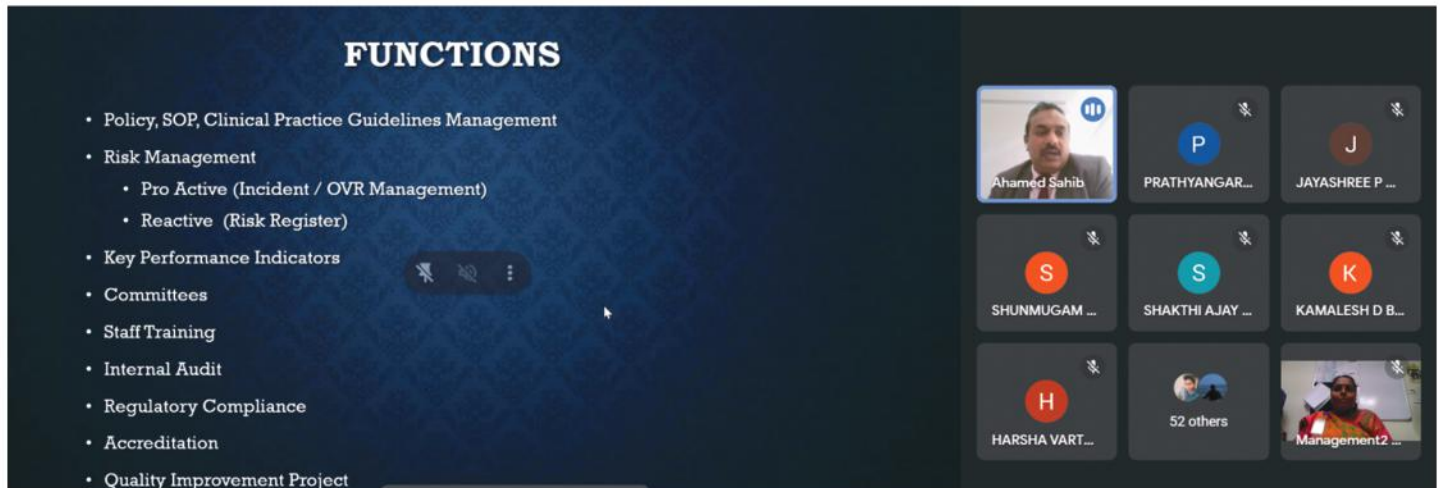 FUNCTIONS
• Policy, SOP, Clinical Practice Guidelines Management
• Risk Management
• Pro Active (Incident / OVR Management)
• Reactive (Risk Register)
• Key Performance Indicators
• Committees
• Staff Training
• Internal Audit
• Regulatory Compliance
• Accreditation
• Quality Improvement Project
Ahamed Sahib
P
PRATHYANGAR...
J
JAYASHREE P ...
S
SHUNMUGAM ...
S
SHAKTHI AJAY ...
K
KAMALESH D B...
H
HARSHA VART...
52 others
Management2 ...